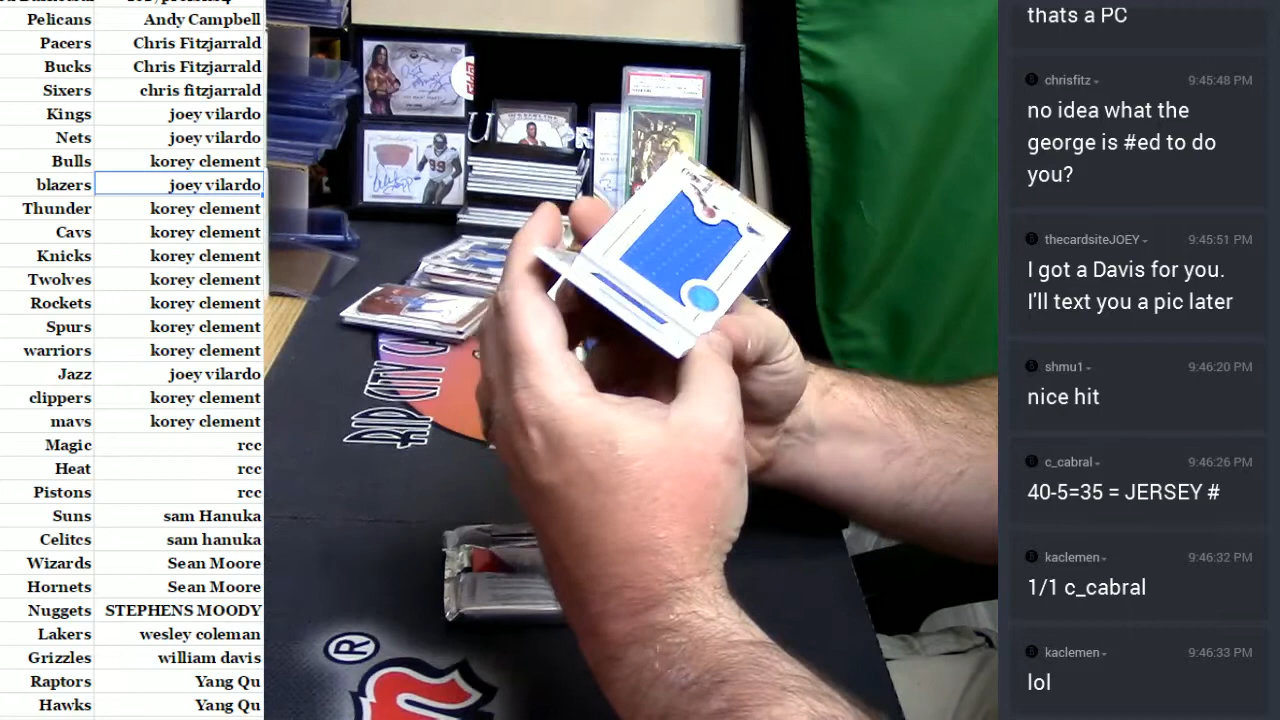 Pelicans Andy Campbell
Pacers Chris Fitzjarrald
Bucks Chris Fitzjarrald
Sixers chris fitzjarrald
Kings joey vilardo
Nets joey vilardo
Bulls korey clement
blazers joey vilardo
Thunder korey clement
Cavs korey clement
Knicks korey clement
Twolves korey clement
Rockets korey clement
Spurs korey clement
warriors korey clement
Jazz joey vilardo
clippers korey clement
mavs korey clement
Magic rcc
Heat rcc
Pistons rcc
Suns sam Hanuka
Celitcs sam hanuka
Wizards Sean Moore
Hornets Sean Moore
Nuggets STEPHENS MOODY
Lakers wesley coleman
Grizzles william davis
Raptors Yang Qu
Hawks Yang Qu
99
U R
RIP CITY
®
thats a PC
chrisfitz 9:45:48 PM
no idea what the
george is #ed to do
you?
thecardsiteJOEY 9:45:51 PM
I got a Davis for you.
I'll text you a pic later
shmu1 9:46:20 PM
nice hit
c_cabral 9:46:26 PM
40-5=35 = JERSEY #
kaclemen 9:46:32 PM
1/1 c_cabral
kaclemen 9:46:33 PM
lol